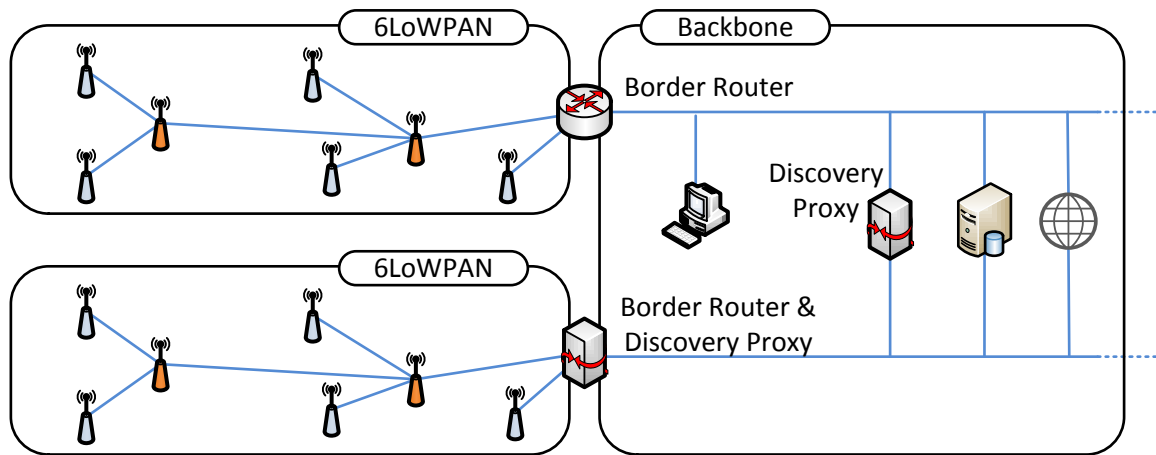 6LoWPAN
Backbone
Border Router
Discovery
Proxy
6LoWPAN
Border Router &
Discovery Proxy